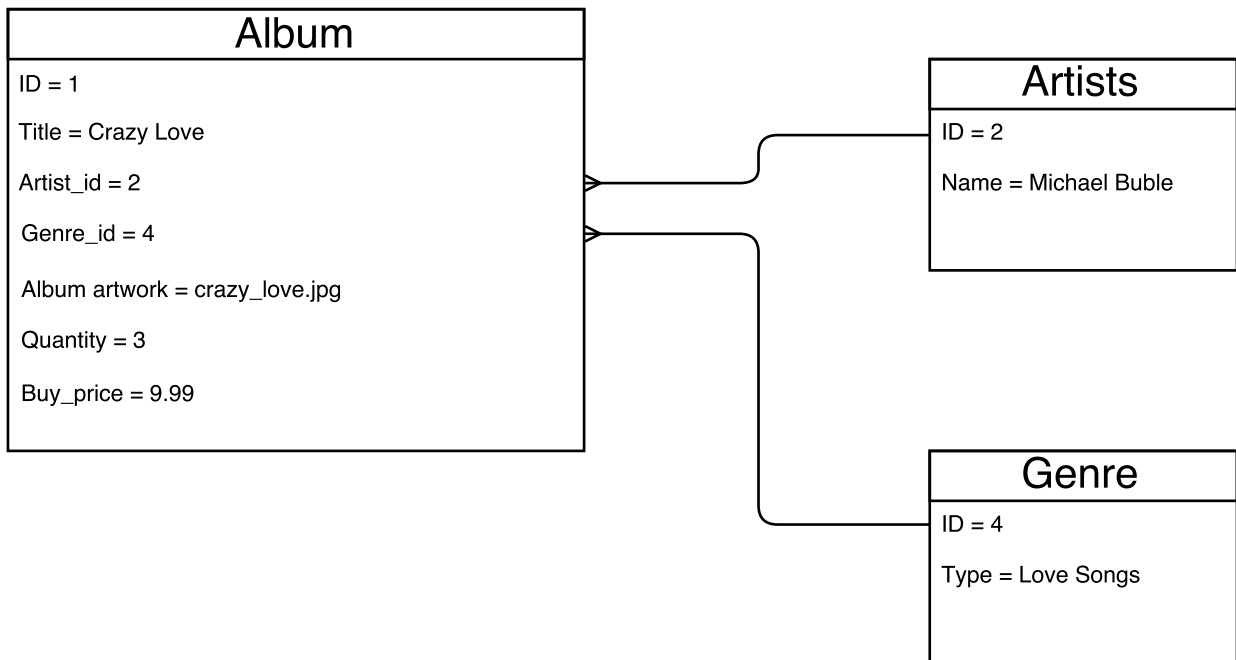 Album
ID = 1
Title = Crazy Love
Artist_id = 2
Genre_id = 4
Album artwork = crazy_love.jpg
Quantity = 3
Buy_price = 9.99
Artists
ID = 2
Name = Michael Buble
Genre
ID = 4
Type = Love Songs